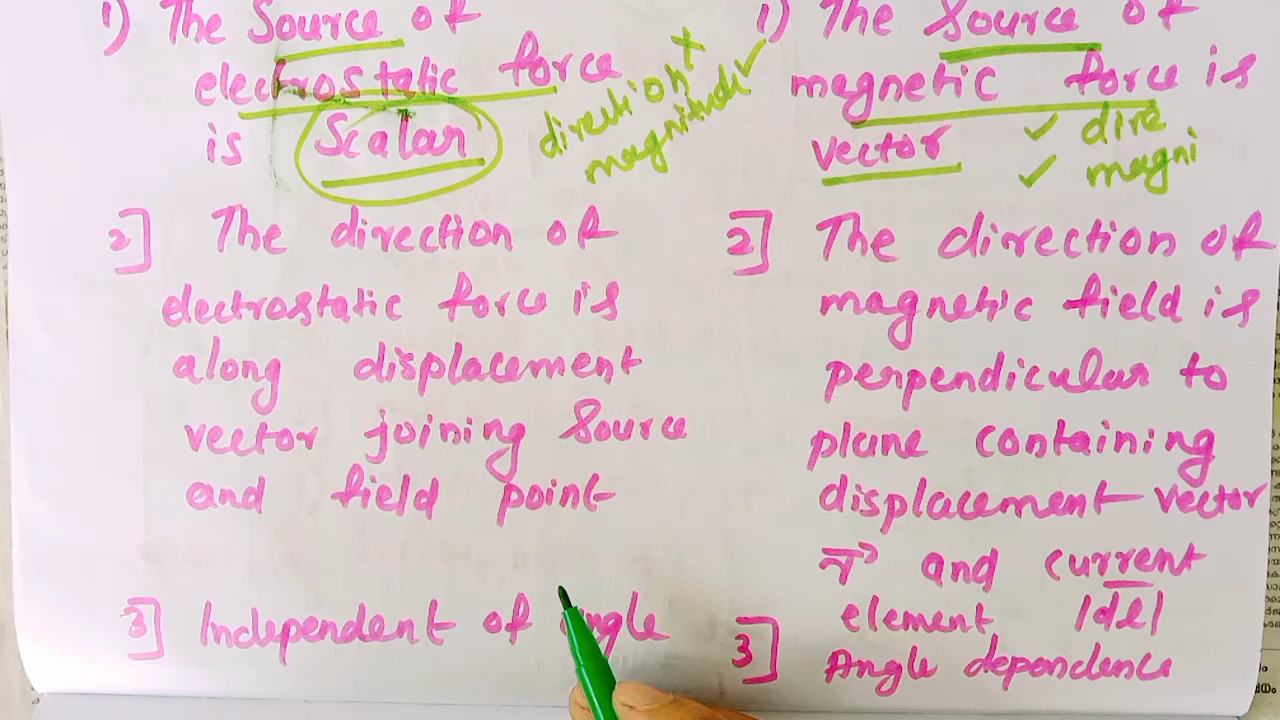 1) The Source of
electrostatic force
is Scalar
direction x
magnitude ✓
2] The direction of
electrostatic force is
along displacement
vector joining Source
and field point
3] Independent of angle
1) The Source of
magnetic force is
vector ✓ dire
✓ magni
2] The direction of
magnetic field is
perpendicular to
plane containing
displacement vector
r⃗ and current
element |dl|
3] Angle dependence